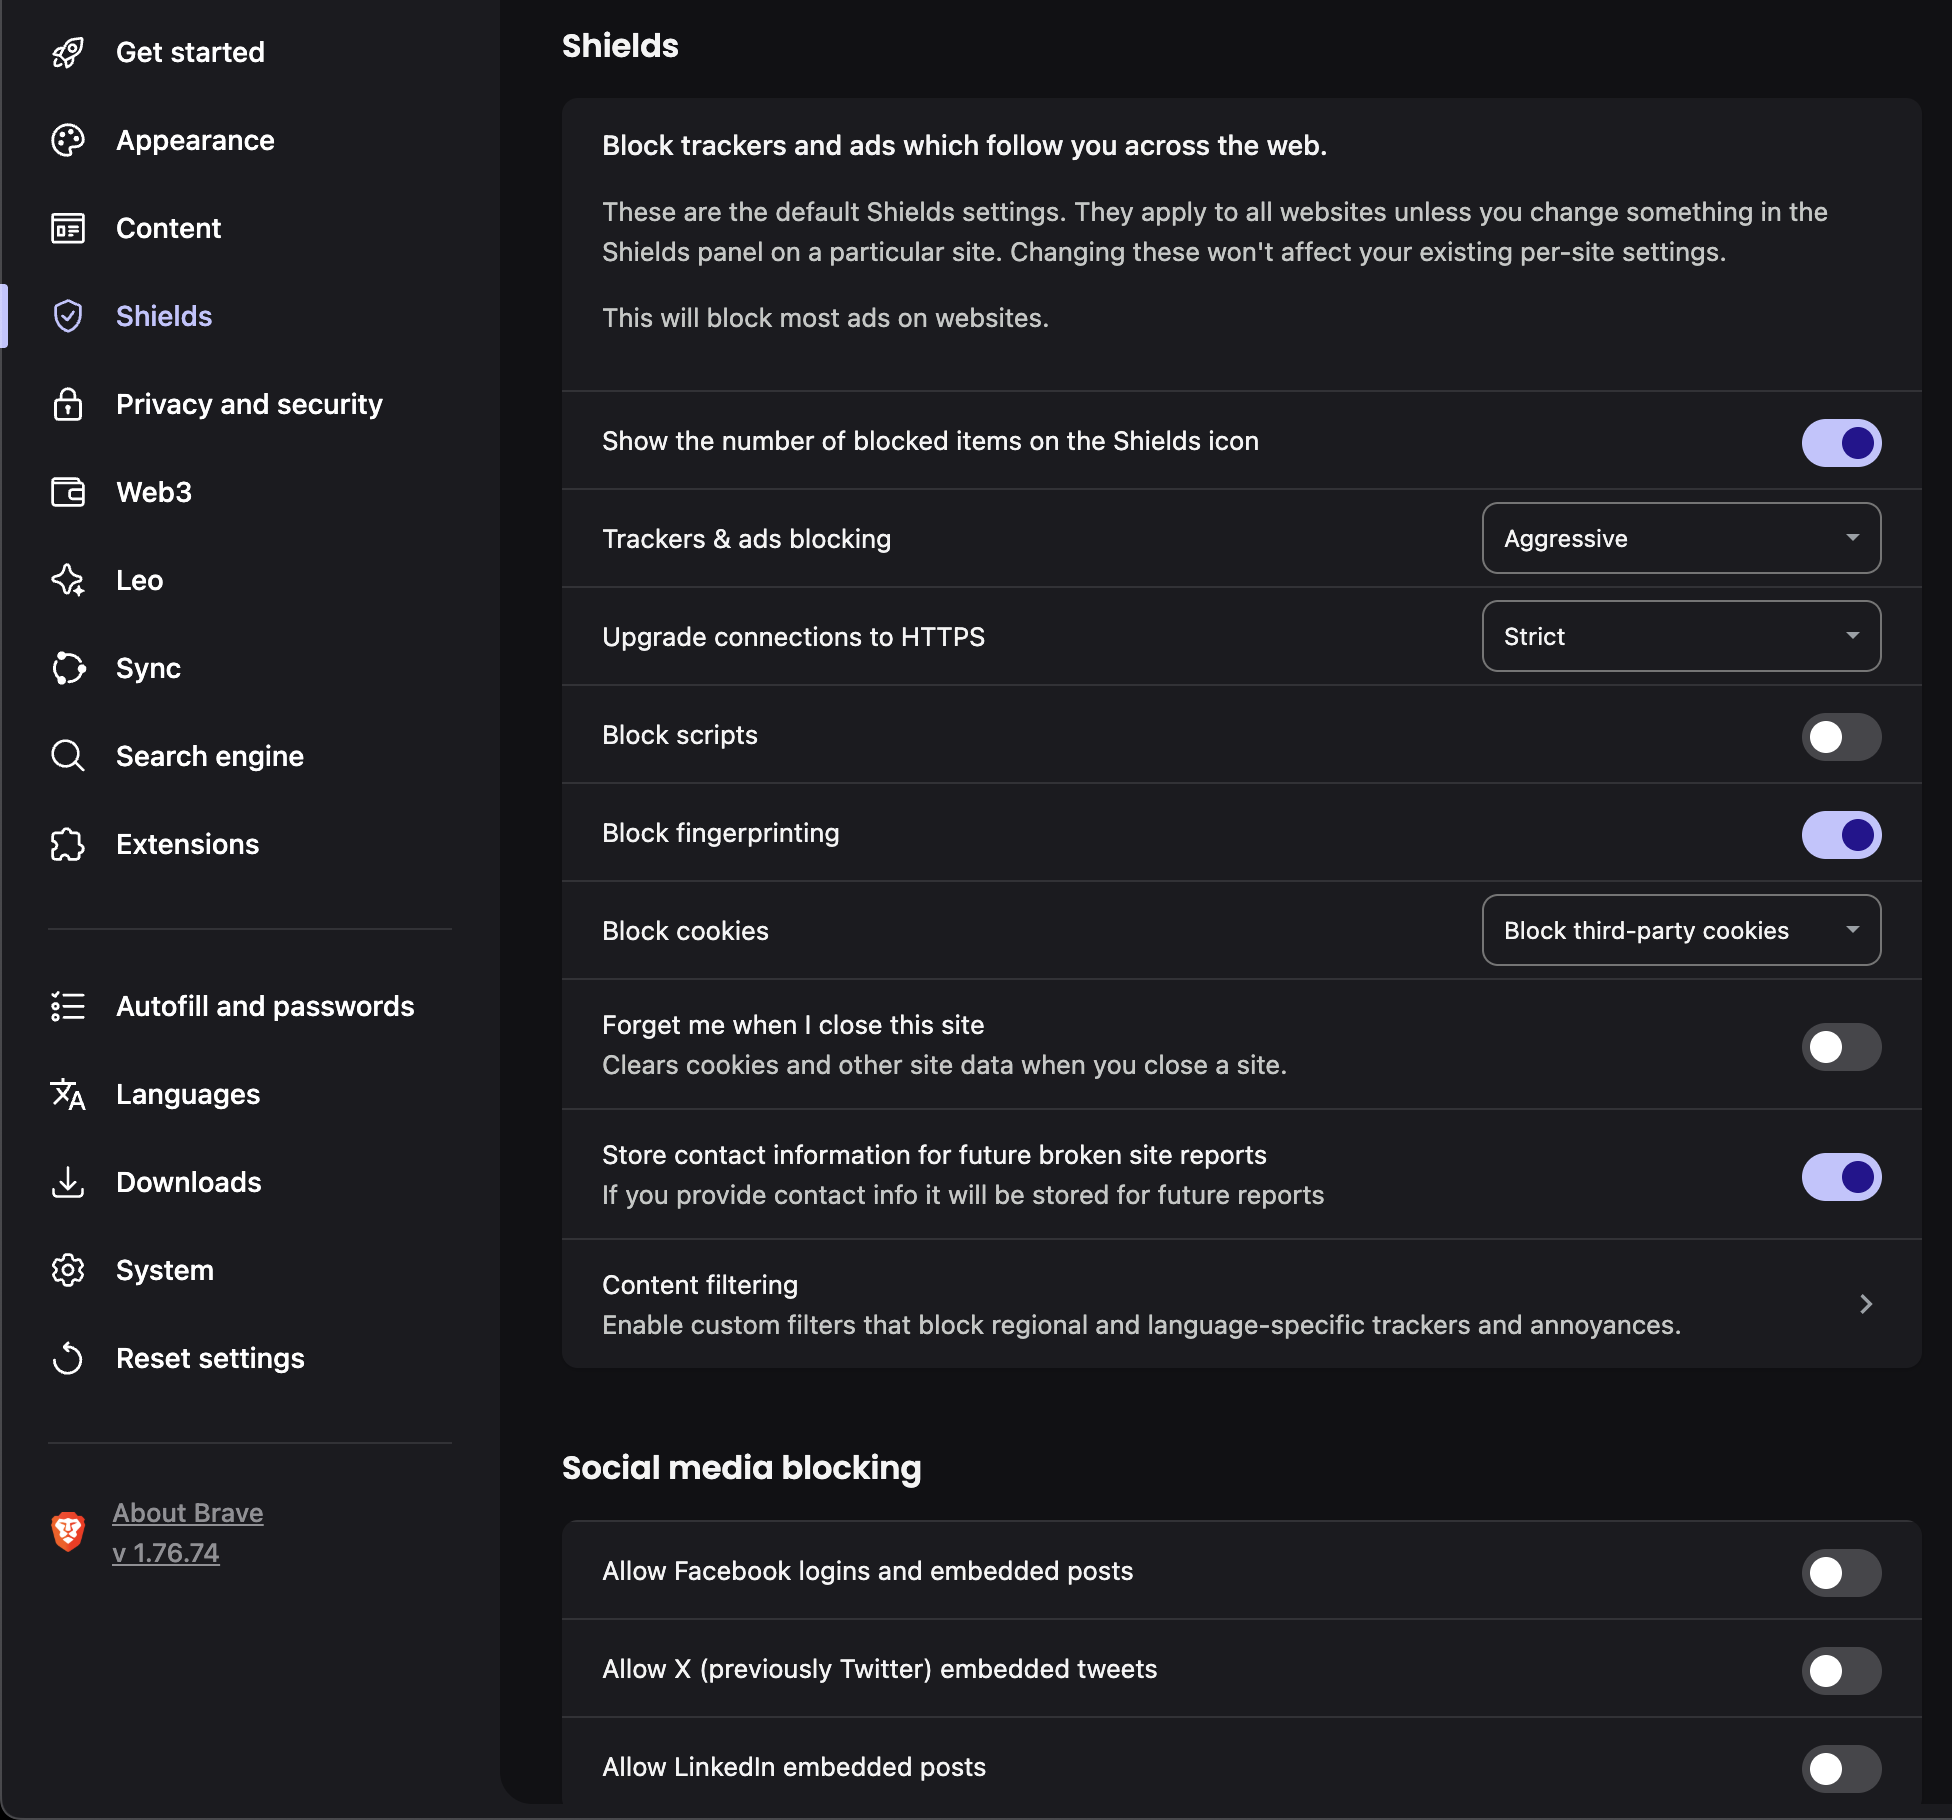 Get started
Appearance
Content
Shields
Privacy and security
Web3
Leo
Sync
Search engine
Extensions
Autofill and passwords
Languages
Downloads
System
Reset settings
About Brave
v 1.76.74
Shields
Block trackers and ads which follow you across the web.
These are the default Shields settings. They apply to all websites unless you change something in the
Shields panel on a particular site. Changing these won't affect your existing per-site settings.
This will block most ads on websites.
Show the number of blocked items on the Shields icon
Trackers & ads blocking
Aggressive
Upgrade connections to HTTPS
Strict
Block scripts
Block fingerprinting
Block cookies
Block third-party cookies
Forget me when I close this site
Clears cookies and other site data when you close a site.
Store contact information for future broken site reports
If you provide contact info it will be stored for future reports
Content filtering
Enable custom filters that block regional and language-specific trackers and annoyances.
Social media blocking
Allow Facebook logins and embedded posts
Allow X (previously Twitter) embedded tweets
Allow LinkedIn embedded posts